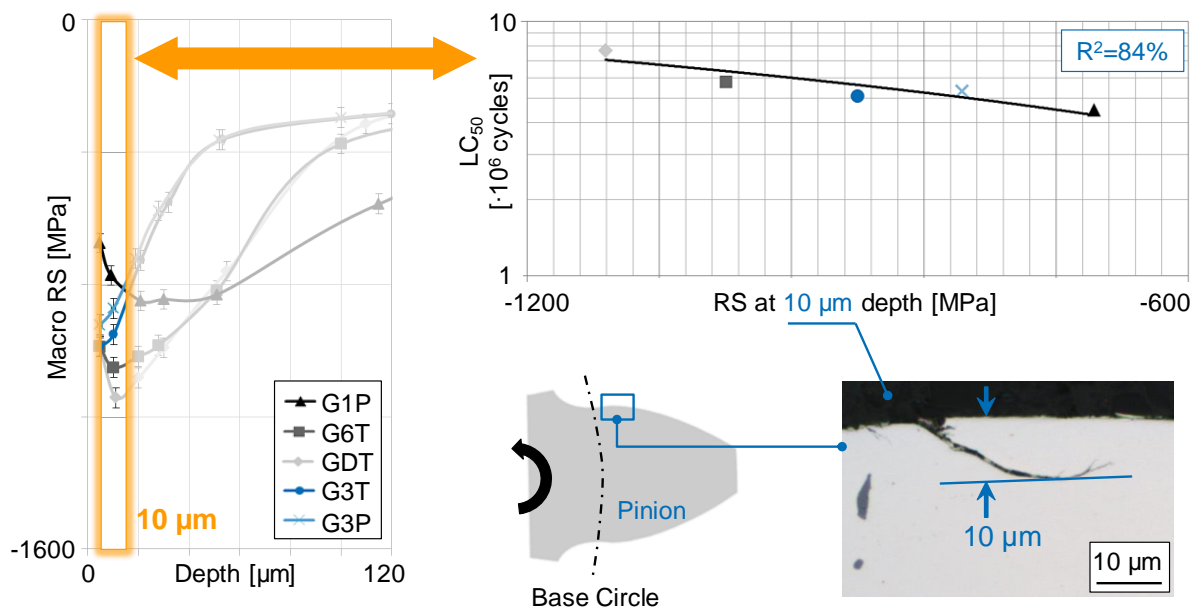 0
Macro RS [MPa]
-1600
0
Depth [µm]
120
10 µm
G1P
G6T
GDT
G3T
G3P
10
LC50
[·10⁶ cycles]
1
R²=84%
-1200
RS at 10 µm depth [MPa]
-600
Pinion
Base Circle
10 µm
10 µm